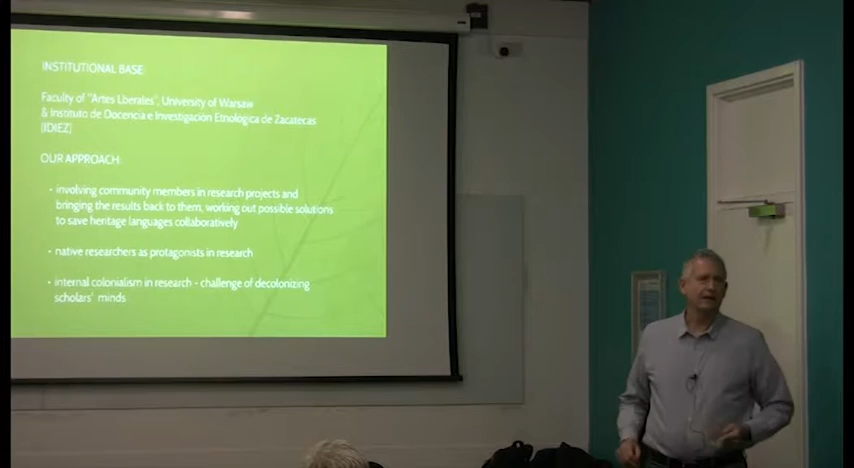 INSTITUTIONAL BASE:
Faculty of "Artes Liberales", University of Warsaw
& Instituto de Docencia e Investigación Etnológica de Zacatecas
(IDIEZ)
OUR APPROACH:
• involving community members in research projects and
bringing the results back to them, working out possible solutions
to save heritage languages collaboratively
• native researchers as protagonists in research
• internal colonialism in research - challenge of decolonizing
scholars' minds